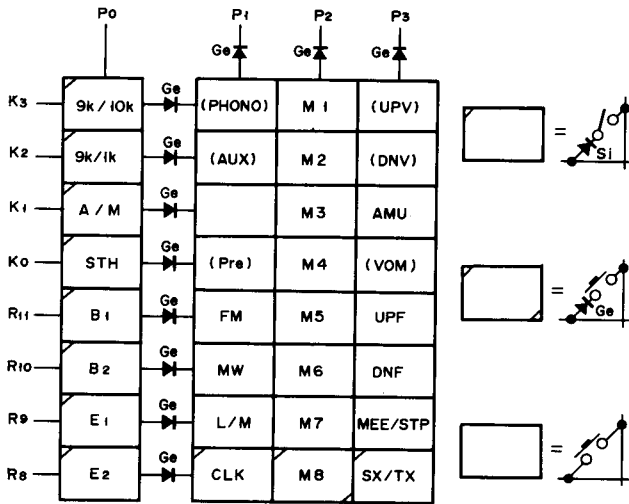 P0 P1 P2 P3
Ge Ge Ge
K3 9k/10k Ge (PHONO) M1 (UPV) =
Si
K2 9k/1k Ge (AUX) M2 (DNV)
K1 A/M Ge M3 AMU
K0 STH Ge (Pre) M4 (VOM) =
Ge
R11 B1 Ge FM M5 UPF
R10 B2 Ge MW M6 DNF
R9 E1 Ge L/M M7 MEE/STP =
R8 E2 Ge CLK M8 SX/TX